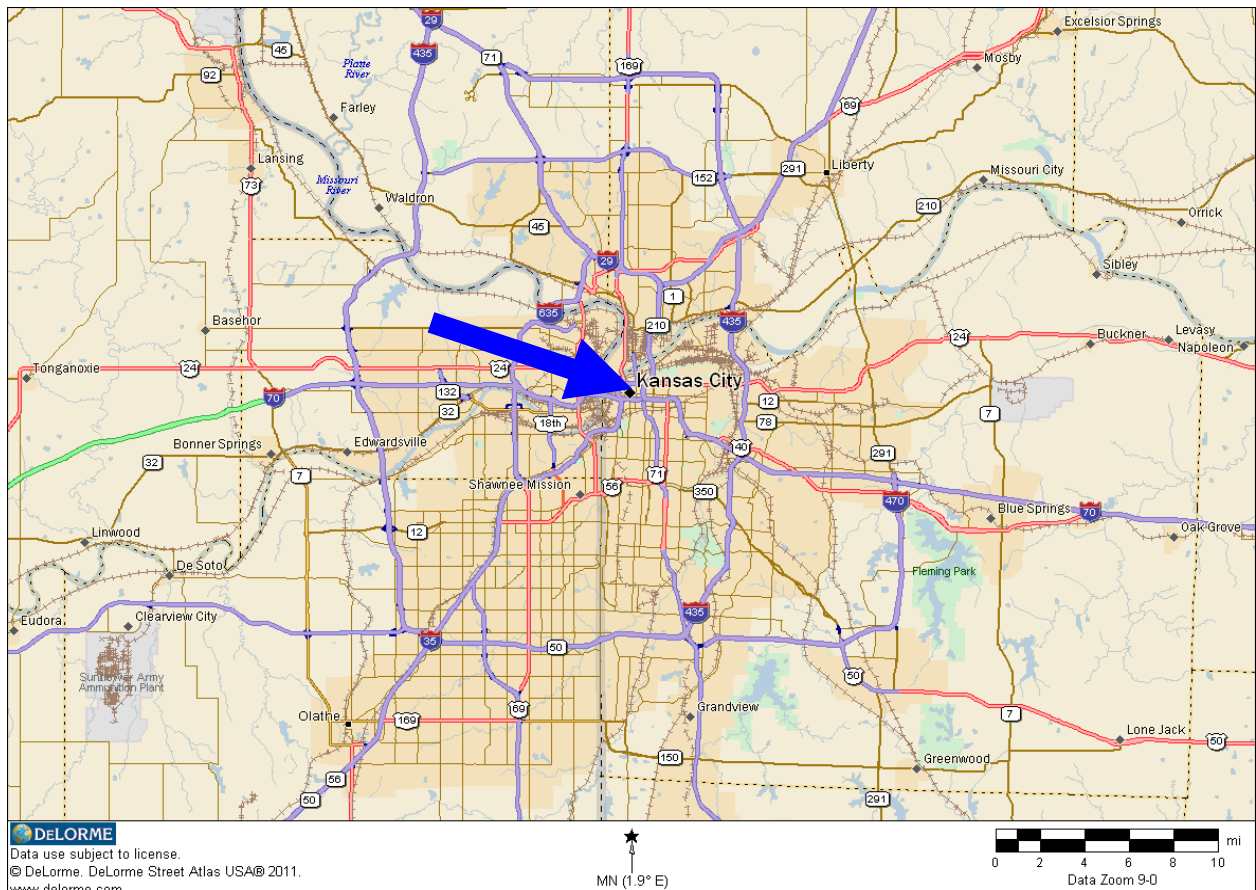 29
435
45
71
169
Excelsior Springs
Mosby
92
Platte
River
Farley
69
Lansing
73
Missouri
River
Waldron
152
291
Liberty
Missouri City
210
Orrick
45
29
Sibley
1
635
210
435
Basehor
24
Buckner
Levasy
Napoleon
Tonganoxie
24
24
Kansas City
70
132
32
12
7
18th
78
Bonner Springs
Edwardsville
40
291
32
7
71
Shawnee Mission
56
350
470
Blue Springs
70
Oak Grove
Linwood
12
De Soto
Fleming Park
Eudora
Clearview City
435
35
50
Sunflower Army
Ammunition Plant
50
Olathe
169
69
Grandview
7
Lone Jack
50
150
Greenwood
56
50
291
DELORME
Data use subject to license.
© DeLorme. DeLorme Street Atlas USA® 2011.
www.delorme.com
MN (1.9° E)
mi
0 2 4 6 8 10
Data Zoom 9-0